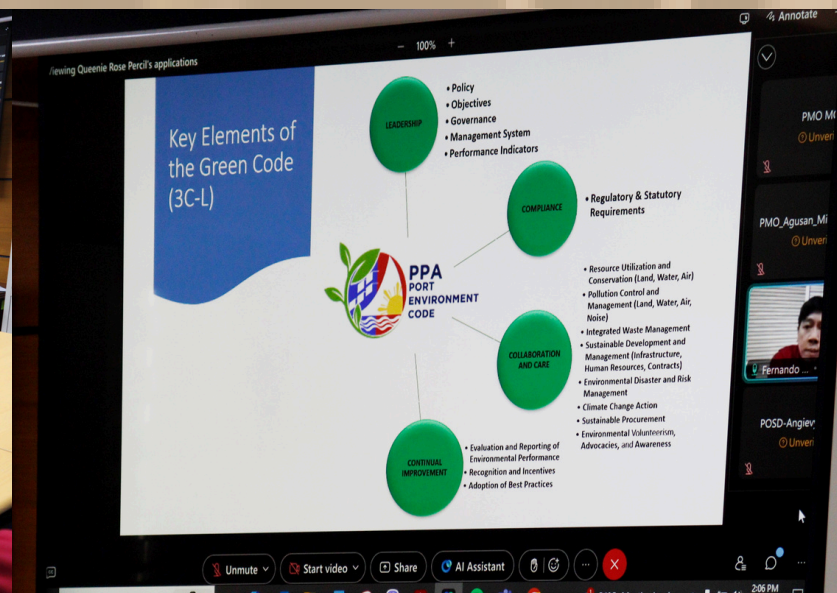 Annotate
100%
Viewing Queenie Rose Percil's applications
Key Elements of
the Green Code
(3C-L)
LEADERSHIP
• Policy
• Objectives
• Governance
• Management System
• Performance Indicators
COMPLIANCE
• Regulatory & Statutory
Requirements
PPA
PORT
ENVIRONMENT
CODE
COLLABORATION
AND CARE
• Resource Utilization and
Conservation (Land, Water, Air)
• Pollution Control and
Management (Land, Water, Air,
Noise)
• Integrated Waste Management
• Sustainable Development and
Management (Infrastructure,
Human Resources, Contracts)
• Environmental Disaster and Risk
Management
• Climate Change Action
• Sustainable Procurement
• Environmental Volunteerism,
Advocacies, and Awareness
CONTINUAL
IMPROVEMENT
• Evaluation and Reporting of
Environmental Performance
• Recognition and Incentives
• Adoption of Best Practices
PMO
Unveri
PMO_Agusan_Mi
Unveri
Fernando ...
POSD-Angiev
Unveri
Unmute
Start video
Share
AI Assistant
2:06 PM